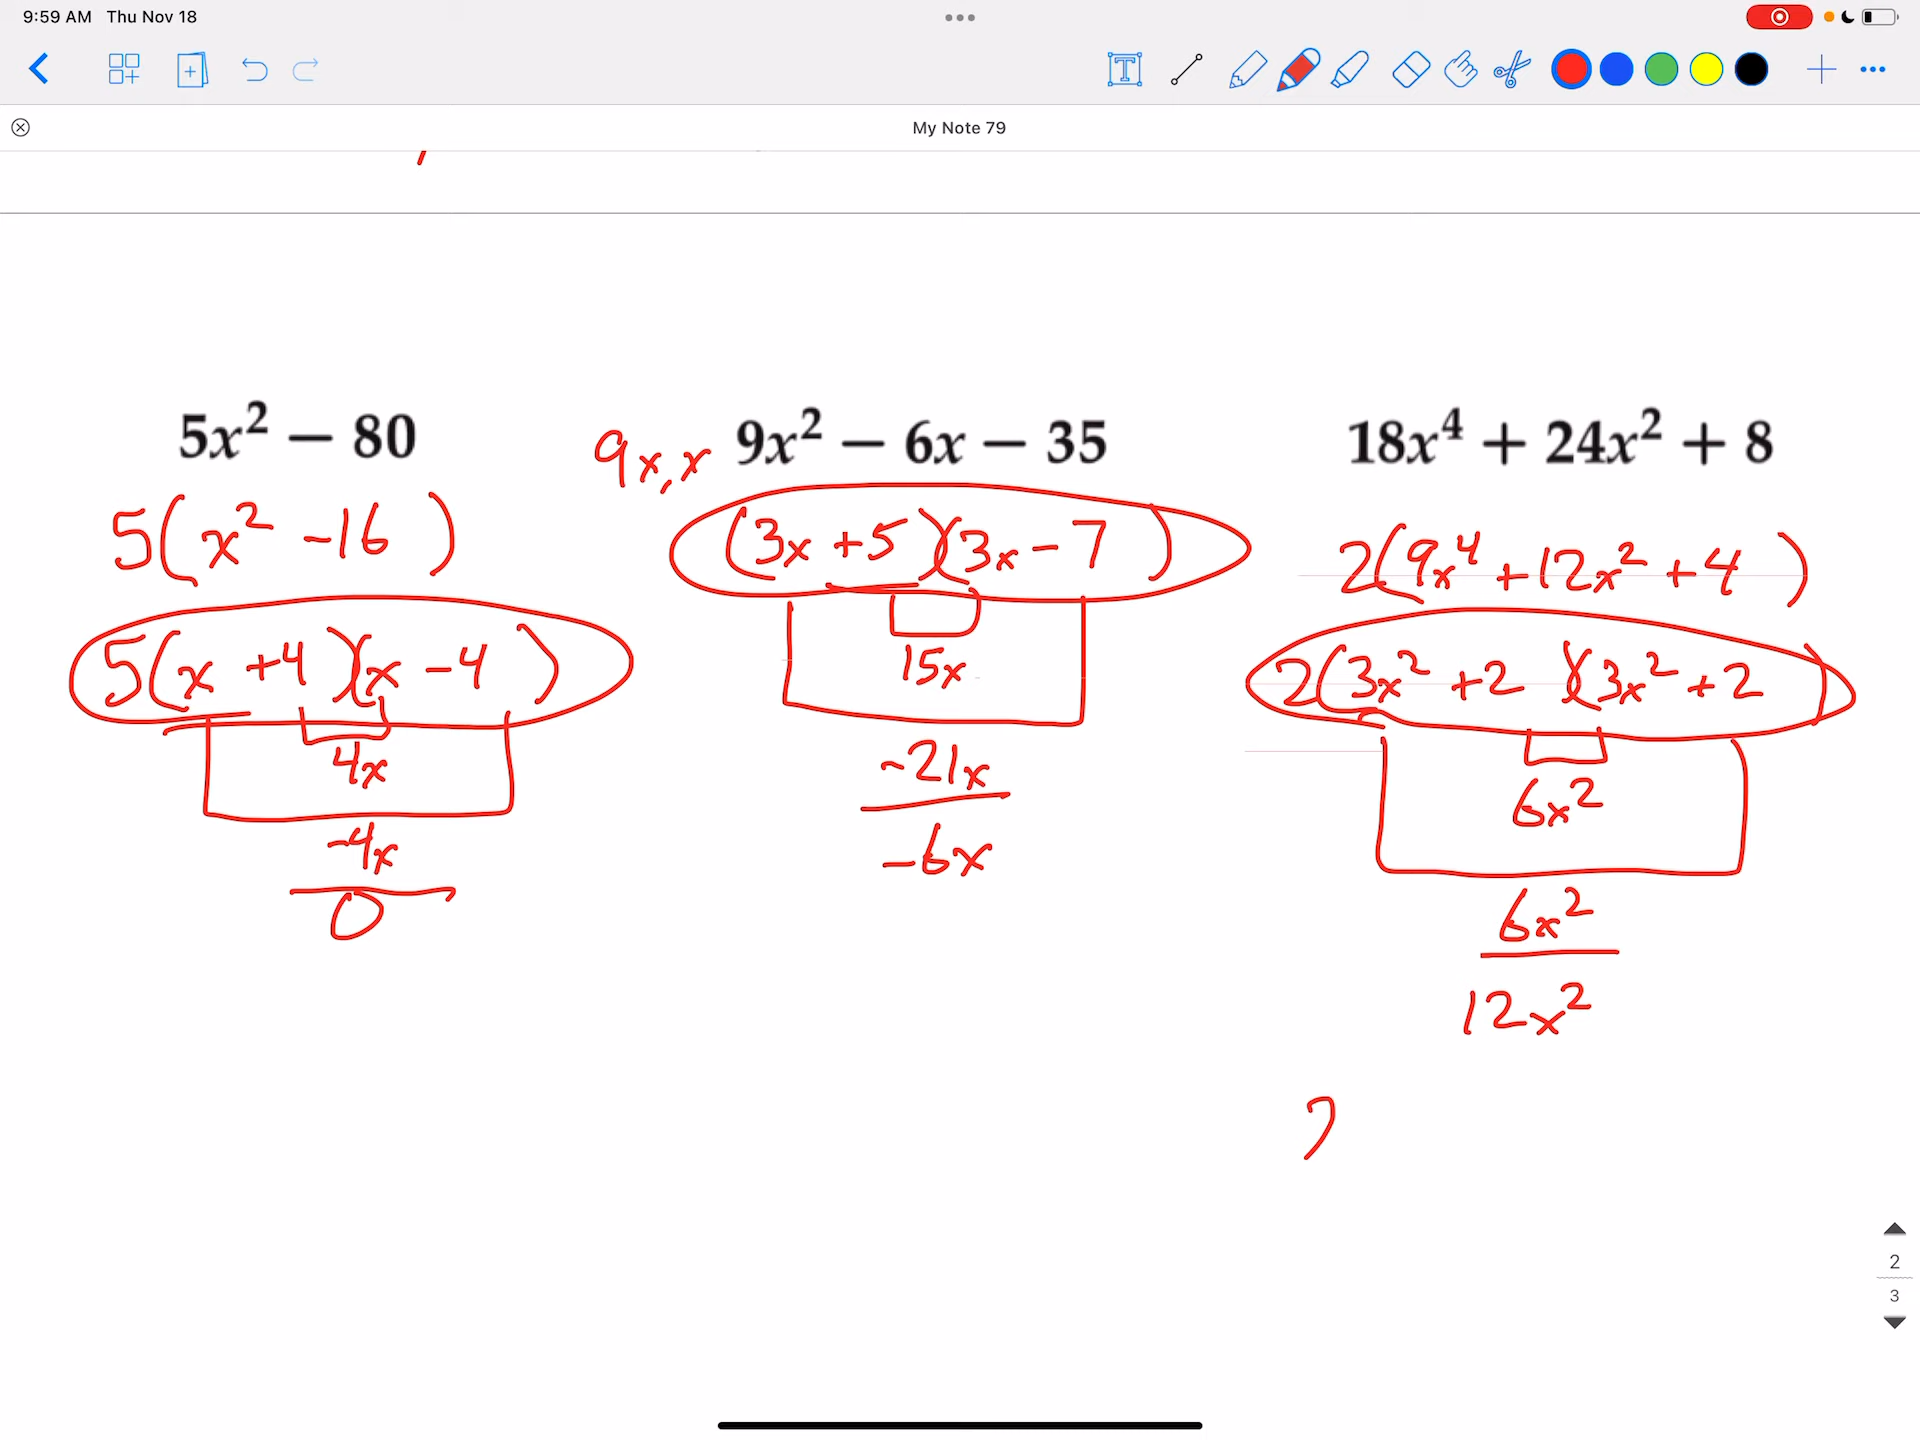 9:59 AM Thu Nov 18
My Note 79
5x² − 80
5(x² -16)
5(x +4)(x -4)
4x
-4x
0
9x² − 6x − 35
9x, x
(3x +5)(3x - 7)
15x
-21x
-6x
18x⁴ + 24x² + 8
2(9x⁴ +12x² +4)
2(3x² +2)(3x² +2)
6x²
6x²
12x²
2
3